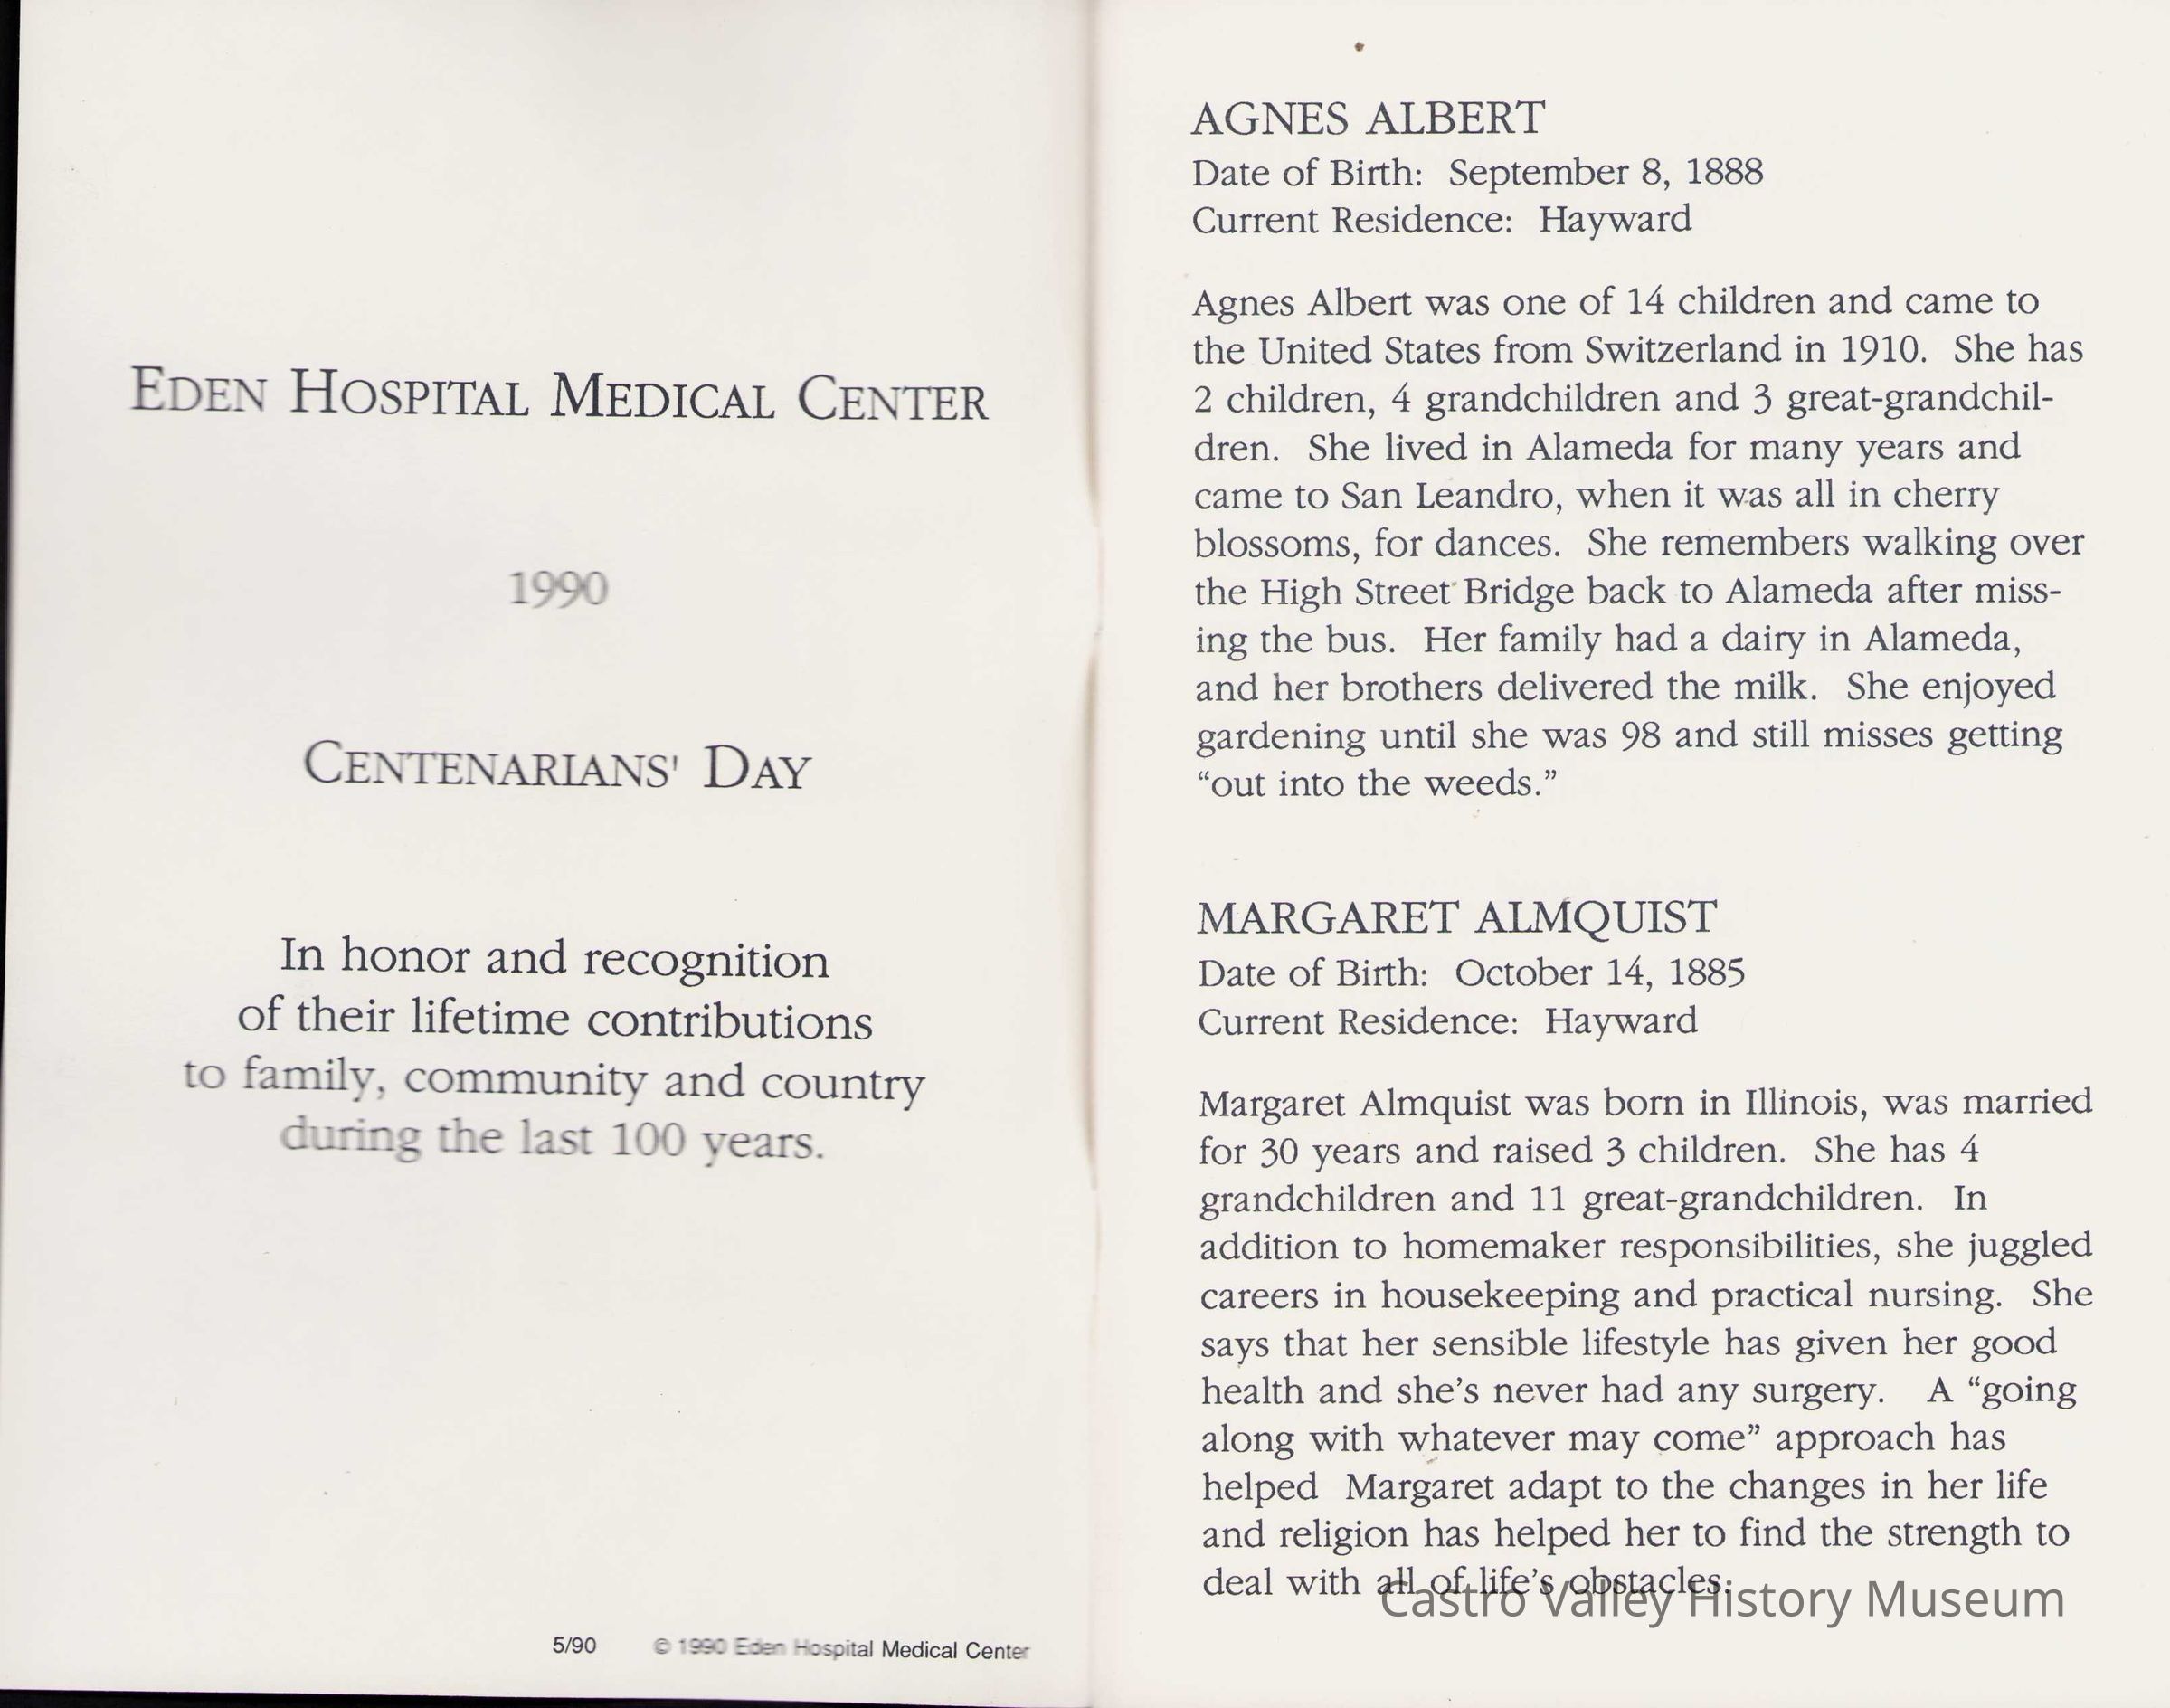 EDEN HOSPITAL MEDICAL CENTER
1990
CENTENARIANS' DAY
In honor and recognition
of their lifetime contributions
to family, community and country
during the last 100 years.
5/90 © 1990 Eden Hospital Medical Center
AGNES ALBERT
Date of Birth: September 8, 1888
Current Residence: Hayward
Agnes Albert was one of 14 children and came to
the United States from Switzerland in 1910. She has
2 children, 4 grandchildren and 3 great-grandchil-
dren. She lived in Alameda for many years and
came to San Leandro, when it was all in cherry
blossoms, for dances. She remembers walking over
the High Street Bridge back to Alameda after miss-
ing the bus. Her family had a dairy in Alameda,
and her brothers delivered the milk. She enjoyed
gardening until she was 98 and still misses getting
“out into the weeds.”
MARGARET ALMQUIST
Date of Birth: October 14, 1885
Current Residence: Hayward
Margaret Almquist was born in Illinois, was married
for 30 years and raised 3 children. She has 4
grandchildren and 11 great-grandchildren. In
addition to homemaker responsibilities, she juggled
careers in housekeeping and practical nursing. She
says that her sensible lifestyle has given her good
health and she’s never had any surgery. A “going
along with whatever may come” approach has
helped Margaret adapt to the changes in her life
and religion has helped her to find the strength to
deal with all of life’s obstacles.
Castro Valley History Museum